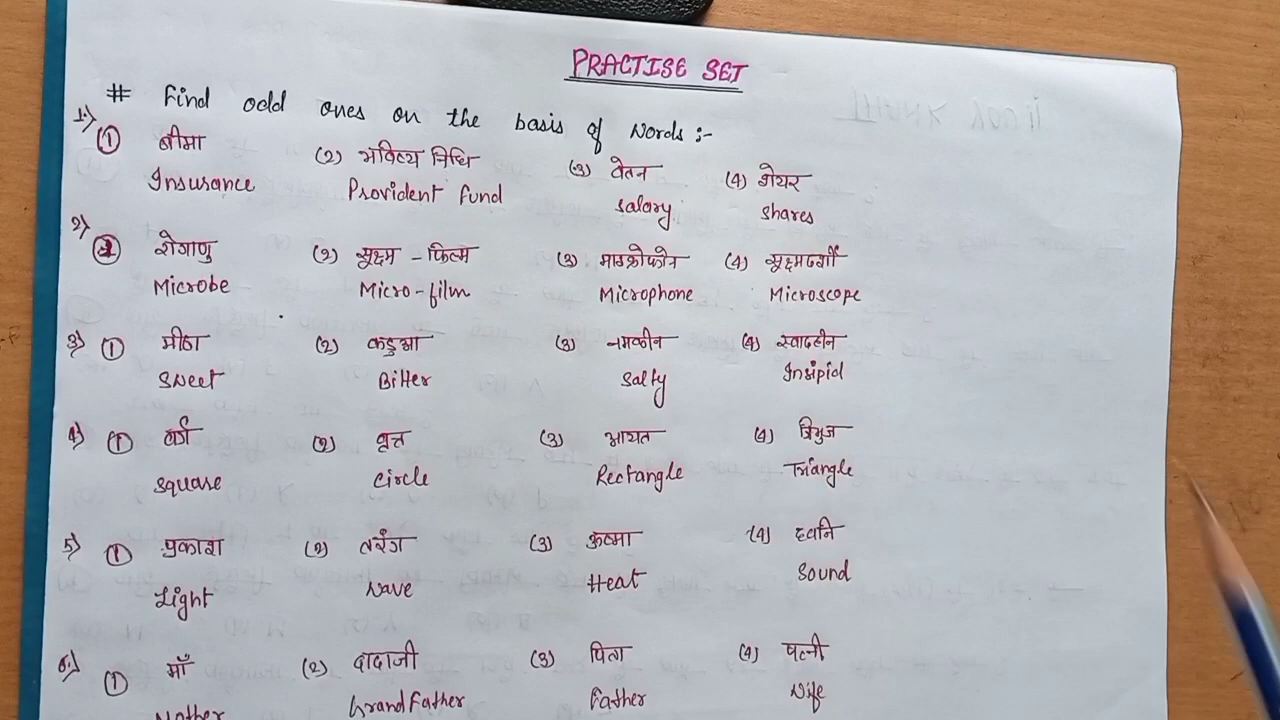 PRACTISE SET
# Find odd ones on the basis of words :-
1.) (1) बीमा (2) भविष्य निधि (3) वेतन (4) शेयर
Insurance Provident fund salary shares
2) (1) रोगाणु (2) सूक्ष्म - फिल्म (3) माइक्रोफोन (4) सूक्ष्मदर्शी
Microbe Micro-film Microphone Microscope
3) (1) मीठा (2) कड़ुआ (3) नमकीन (4) स्वादहीन
Sweet Bitter Salty Insipid
4) (1) वर्ग (2) वृत्त (3) आयत (4) त्रिभुज
Square Circle Rectangle Triangle
5) (1) प्रकाश (2) तरंग (3) ऊष्मा (4) ध्वनि
Light Wave Heat Sound
6.) (1) माँ (2) दादाजी (3) पिता (4) पत्नी
Mother Grand Father Father Wife